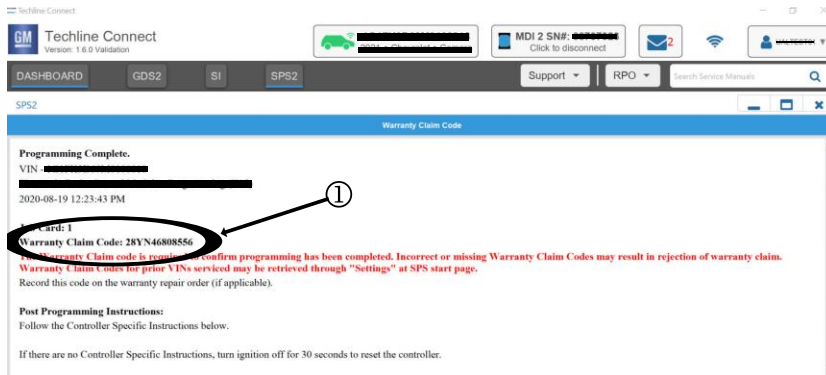 Techline Connect
GM
Techline Connect
Version: 1.6.0 Validation
MDI 2 SN#:
Click to disconnect
2
DASHBOARD
GDS2
SI
SPS2
Support
RPO
Search Service Manuals
SPS2
Warranty Claim Code
Programming Complete.
VIN -
2020-08-19 12:23:43 PM
1
Card: 1
Warranty Claim Code: 28YN46808556
Warranty Claim code is required to confirm programming has been completed. Incorrect or missing Warranty Claim Codes may result in rejection of warranty claim.
Warranty Claim Codes for prior VINs serviced may be retrieved through "Settings" at SPS start page.
Record this code on the warranty repair order (if applicable).
Post Programming Instructions:
Follow the Controller Specific Instructions below.
If there are no Controller Specific Instructions, turn ignition off for 30 seconds to reset the controller.